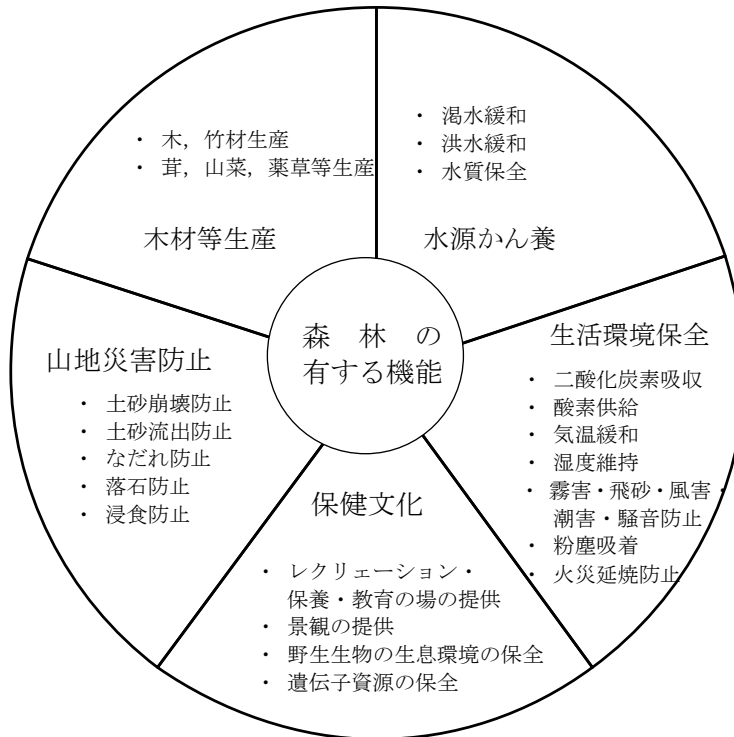 ・ 木，竹材生産
・ 茸，山菜，薬草等生産
木材等生産
・ 渇水緩和
・ 洪水緩和
・ 水質保全
水源かん養
森 林 の
有する機能
生活環境保全
・ 二酸化炭素吸収
・ 酸素供給
・ 気温緩和
・ 湿度維持
・ 霧害・飛砂・風害・
潮害・騒音防止
・ 粉塵吸着
・ 火災延焼防止
保健文化
・ レクリェーション・
保養・教育の場の提供
・ 景観の提供
・ 野生生物の生息環境の保全
・ 遺伝子資源の保全
山地災害防止
・ 土砂崩壊防止
・ 土砂流出防止
・ なだれ防止
・ 落石防止
・ 浸食防止